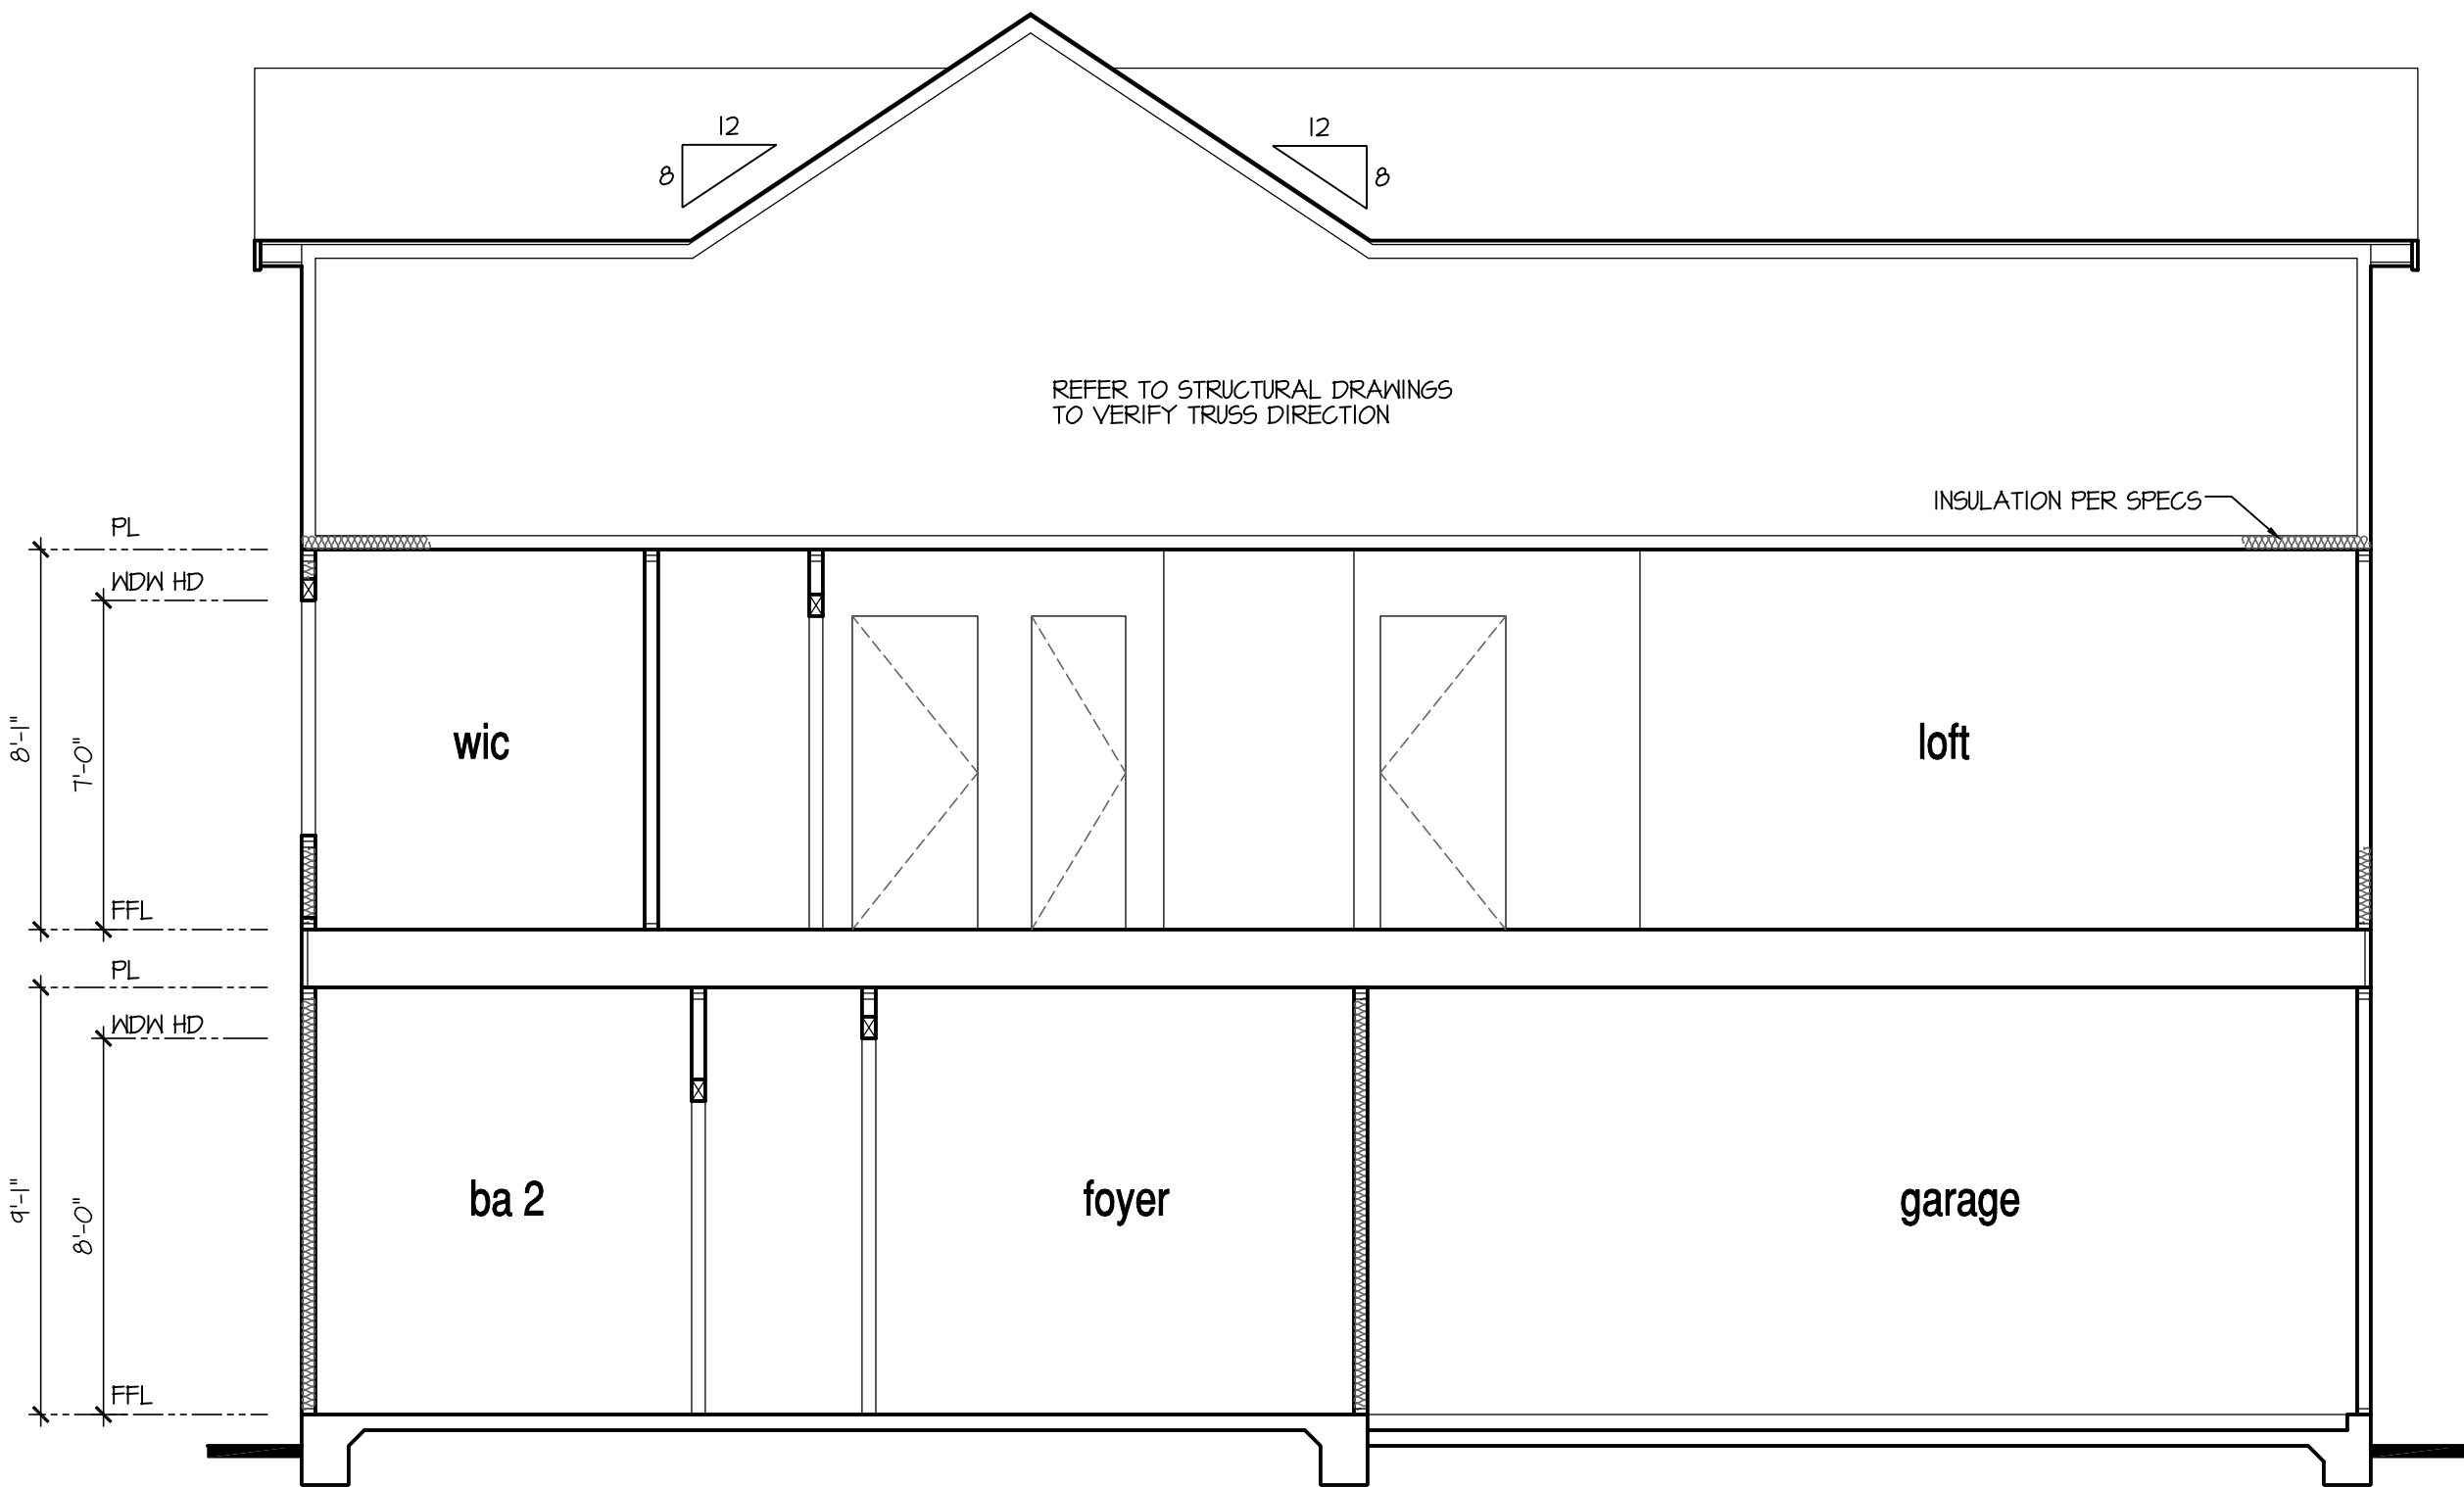 12
12
8
8
REFER TO STRUCTURAL DRAWINGS
TO VERIFY TRUSS DIRECTION
INSULATION PER SPECS
PL
WDW HD
8'-1"
7'-0"
wic
loft
FFL
PL
WDW HD
9'-1"
8'-0"
ba 2
foyer
garage
FFL